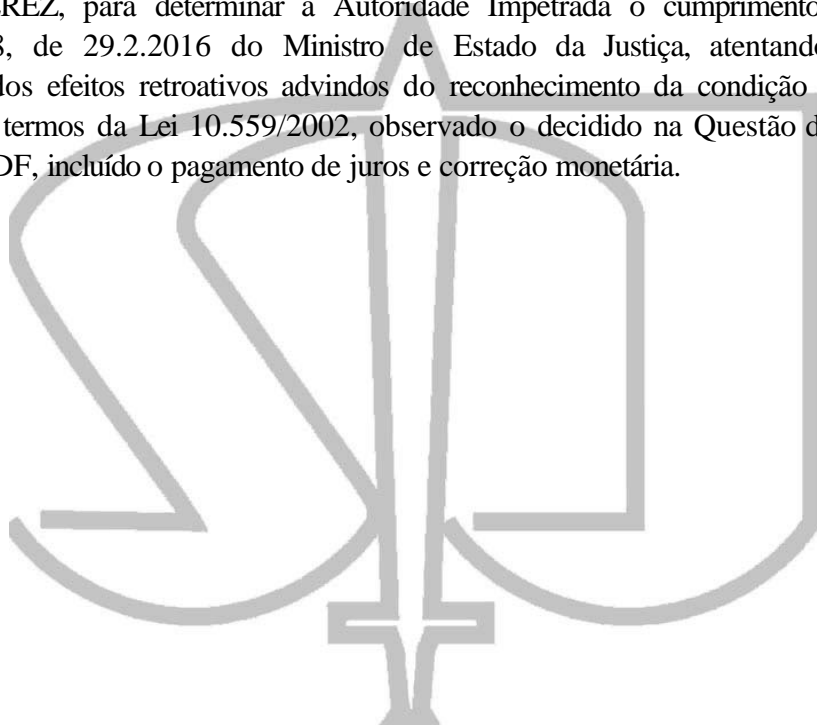 EREZ, para determinar à Autoridade Impetrada o cumprimento
8, de 29.2.2016 do Ministro de Estado da Justiça, atentando
dos efeitos retroativos advindos do reconhecimento da condição
termos da Lei 10.559/2002, observado o decidido na Questão d
DF, incluído o pagamento de juros e correção monetária.